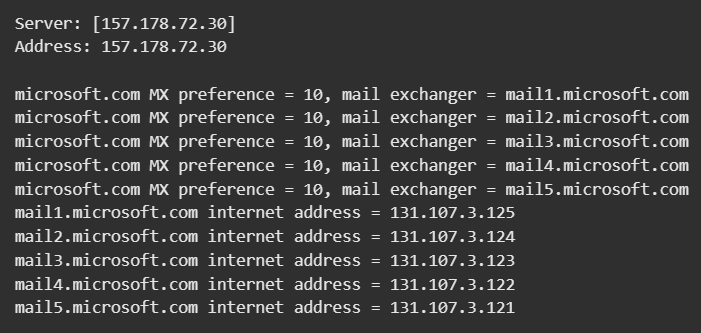 Server: [157.178.72.30]
Address: 157.178.72.30
microsoft.com MX preference = 10, mail exchanger = mail1.microsoft.com
microsoft.com MX preference = 10, mail exchanger = mail2.microsoft.com
microsoft.com MX preference = 10, mail exchanger = mail3.microsoft.com
microsoft.com MX preference = 10, mail exchanger = mail4.microsoft.com
microsoft.com MX preference = 10, mail exchanger = mail5.microsoft.com
mail1.microsoft.com internet address = 131.107.3.125
mail2.microsoft.com internet address = 131.107.3.124
mail3.microsoft.com internet address = 131.107.3.123
mail4.microsoft.com internet address = 131.107.3.122
mail5.microsoft.com internet address = 131.107.3.121